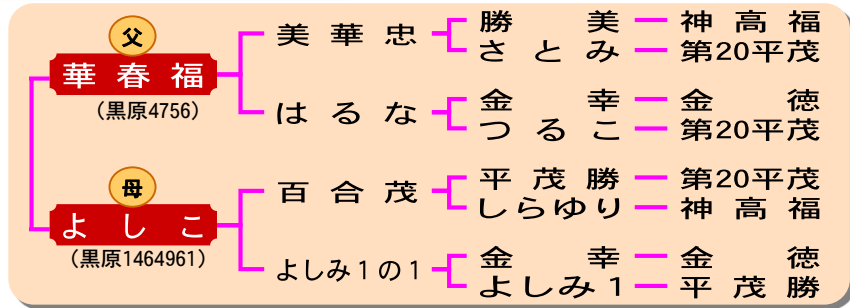 父
華春福
(黒原4756)
美華忠
勝美
神高福
さとみ
第20平茂
はるな
金幸
金徳
つるこ
第20平茂
母
よしこ
(黒原1464961)
百合茂
平茂勝
第20平茂
しらゆり
神高福
よしみ1の1
金幸
金徳
よしみ1
平茂勝